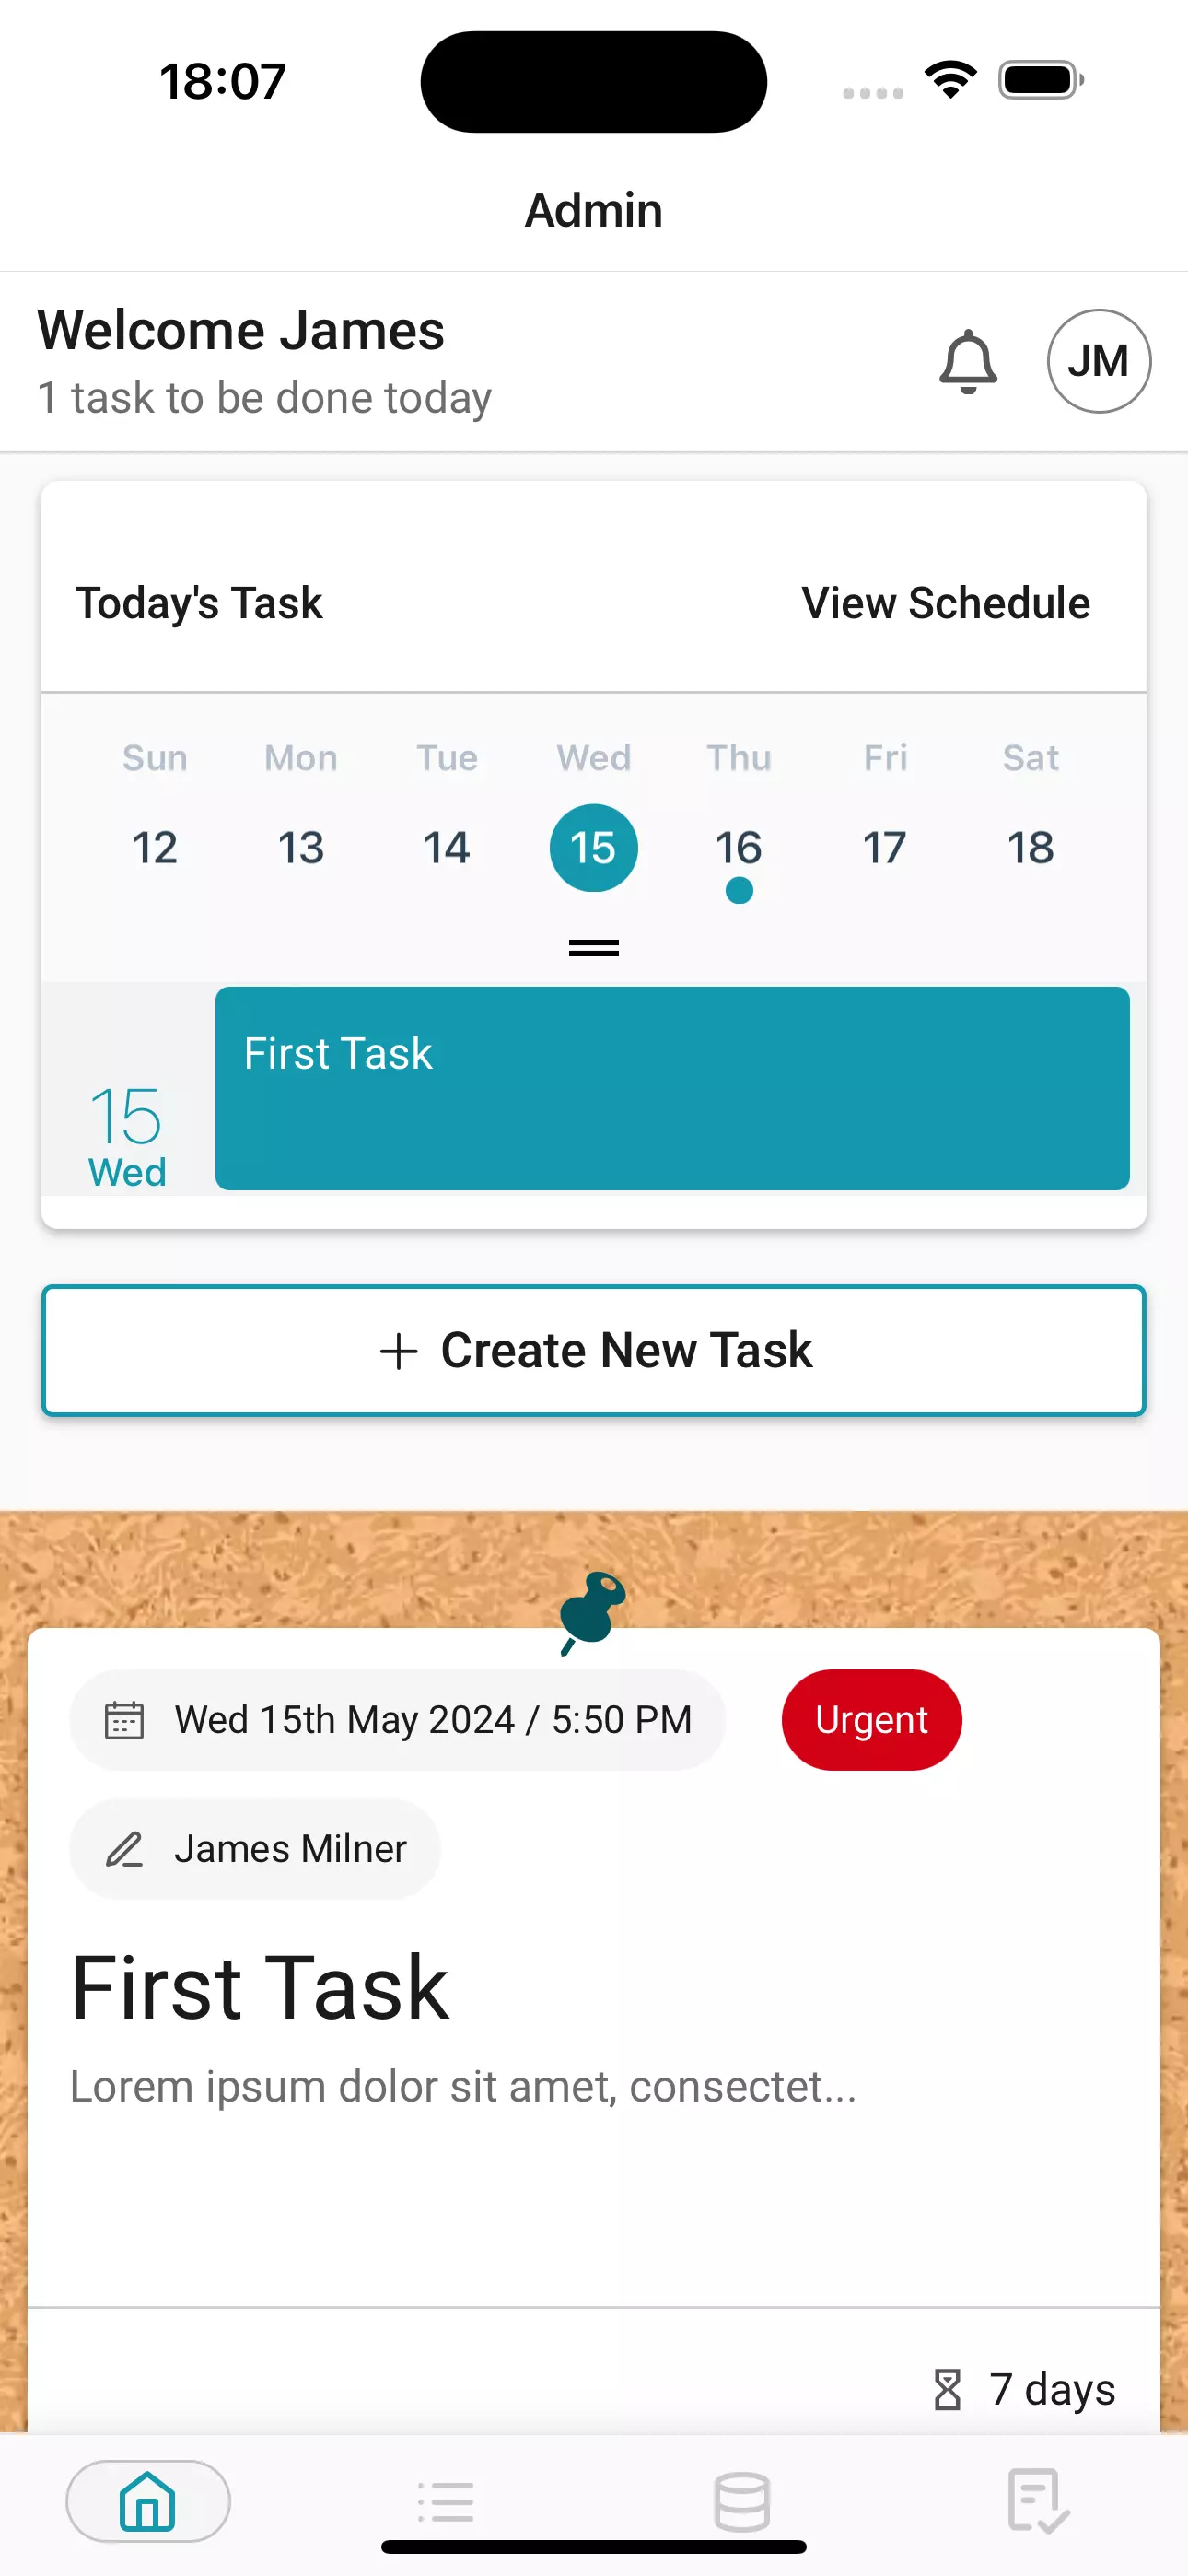 18:07
Admin
Welcome James
1 task to be done today
JM
Today's Task View Schedule
Sun Mon Tue Wed Thu Fri Sat
12 13 14 15 16 17 18
First Task
15
Wed
+ Create New Task
Wed 15th May 2024 / 5:50 PM Urgent
James Milner
First Task
Lorem ipsum dolor sit amet, consectet...
7 days